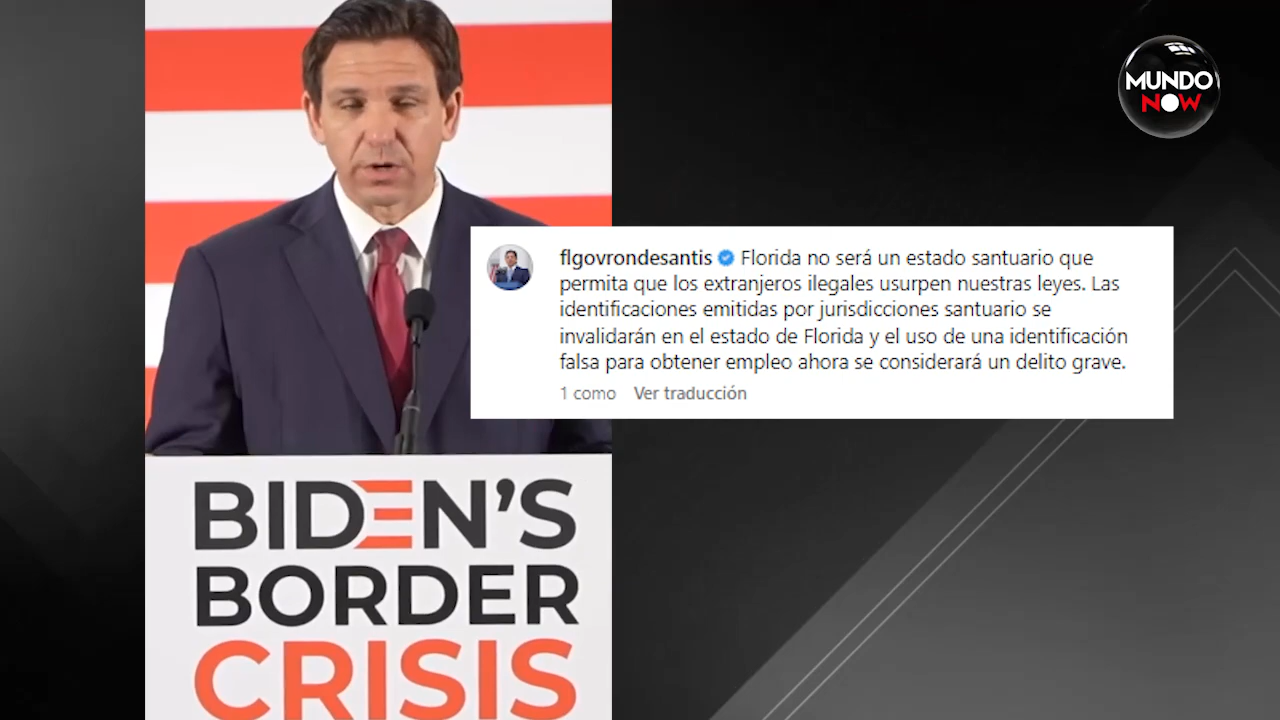 MUNDO
NOW
flgovrondesantis Florida no será un estado santuario que
permita que los extranjeros ilegales usurpen nuestras leyes. Las
identificaciones emitidas por jurisdicciones santuario se
invalidarán en el estado de Florida y el uso de una identificación
falsa para obtener empleo ahora se considerará un delito grave.
1 como Ver traducción
BIDEN'S
BORDER
CRISIS